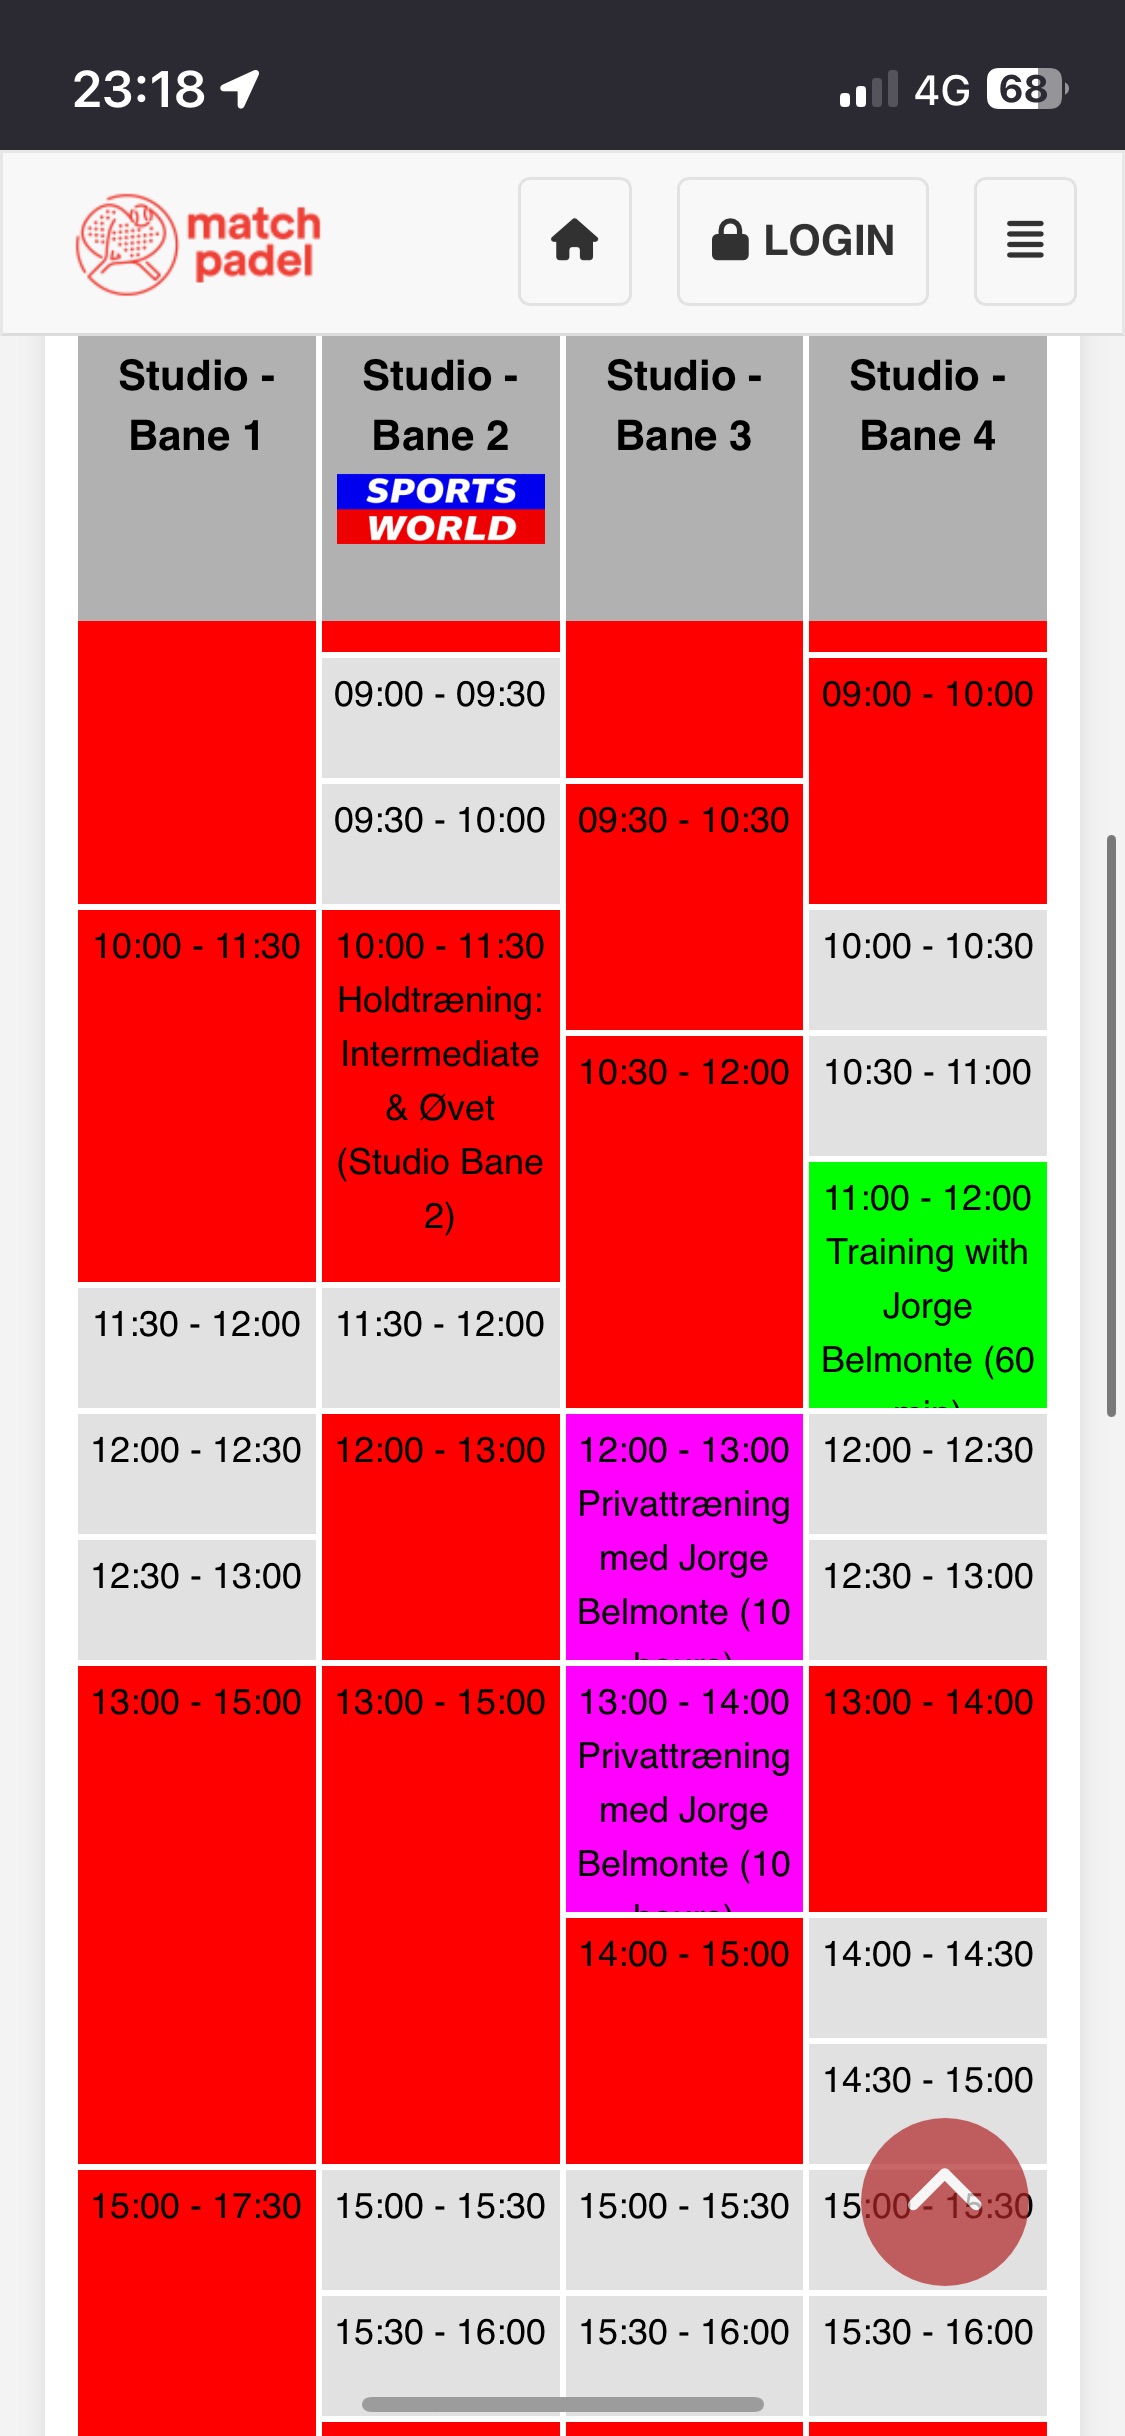 23:18
4G
68
match
padel
LOGIN
Studio -
Bane 1
Studio -
Bane 2
SPORTS
WORLD
Studio -
Bane 3
Studio -
Bane 4
10:00 - 11:30
11:30 - 12:00
12:00 - 12:30
12:30 - 13:00
13:00 - 15:00
15:00 - 17:30
09:00 - 09:30
09:30 - 10:00
10:00 - 11:30
Holdtræning:
Intermediate
& Øvet
(Studio Bane
2)
11:30 - 12:00
12:00 - 13:00
13:00 - 15:00
15:00 - 15:30
15:30 - 16:00
09:30 - 10:30
10:30 - 12:00
12:00 - 13:00
Privattræning
med Jorge
Belmonte (10
13:00 - 14:00
Privattræning
med Jorge
Belmonte (10
14:00 - 15:00
15:00 - 15:30
15:30 - 16:00
09:00 - 10:00
10:00 - 10:30
10:30 - 11:00
11:00 - 12:00
Training with
Jorge
Belmonte (60
12:00 - 12:30
12:30 - 13:00
13:00 - 14:00
14:00 - 14:30
14:30 - 15:00
15:00 - 15:30
15:30 - 16:00